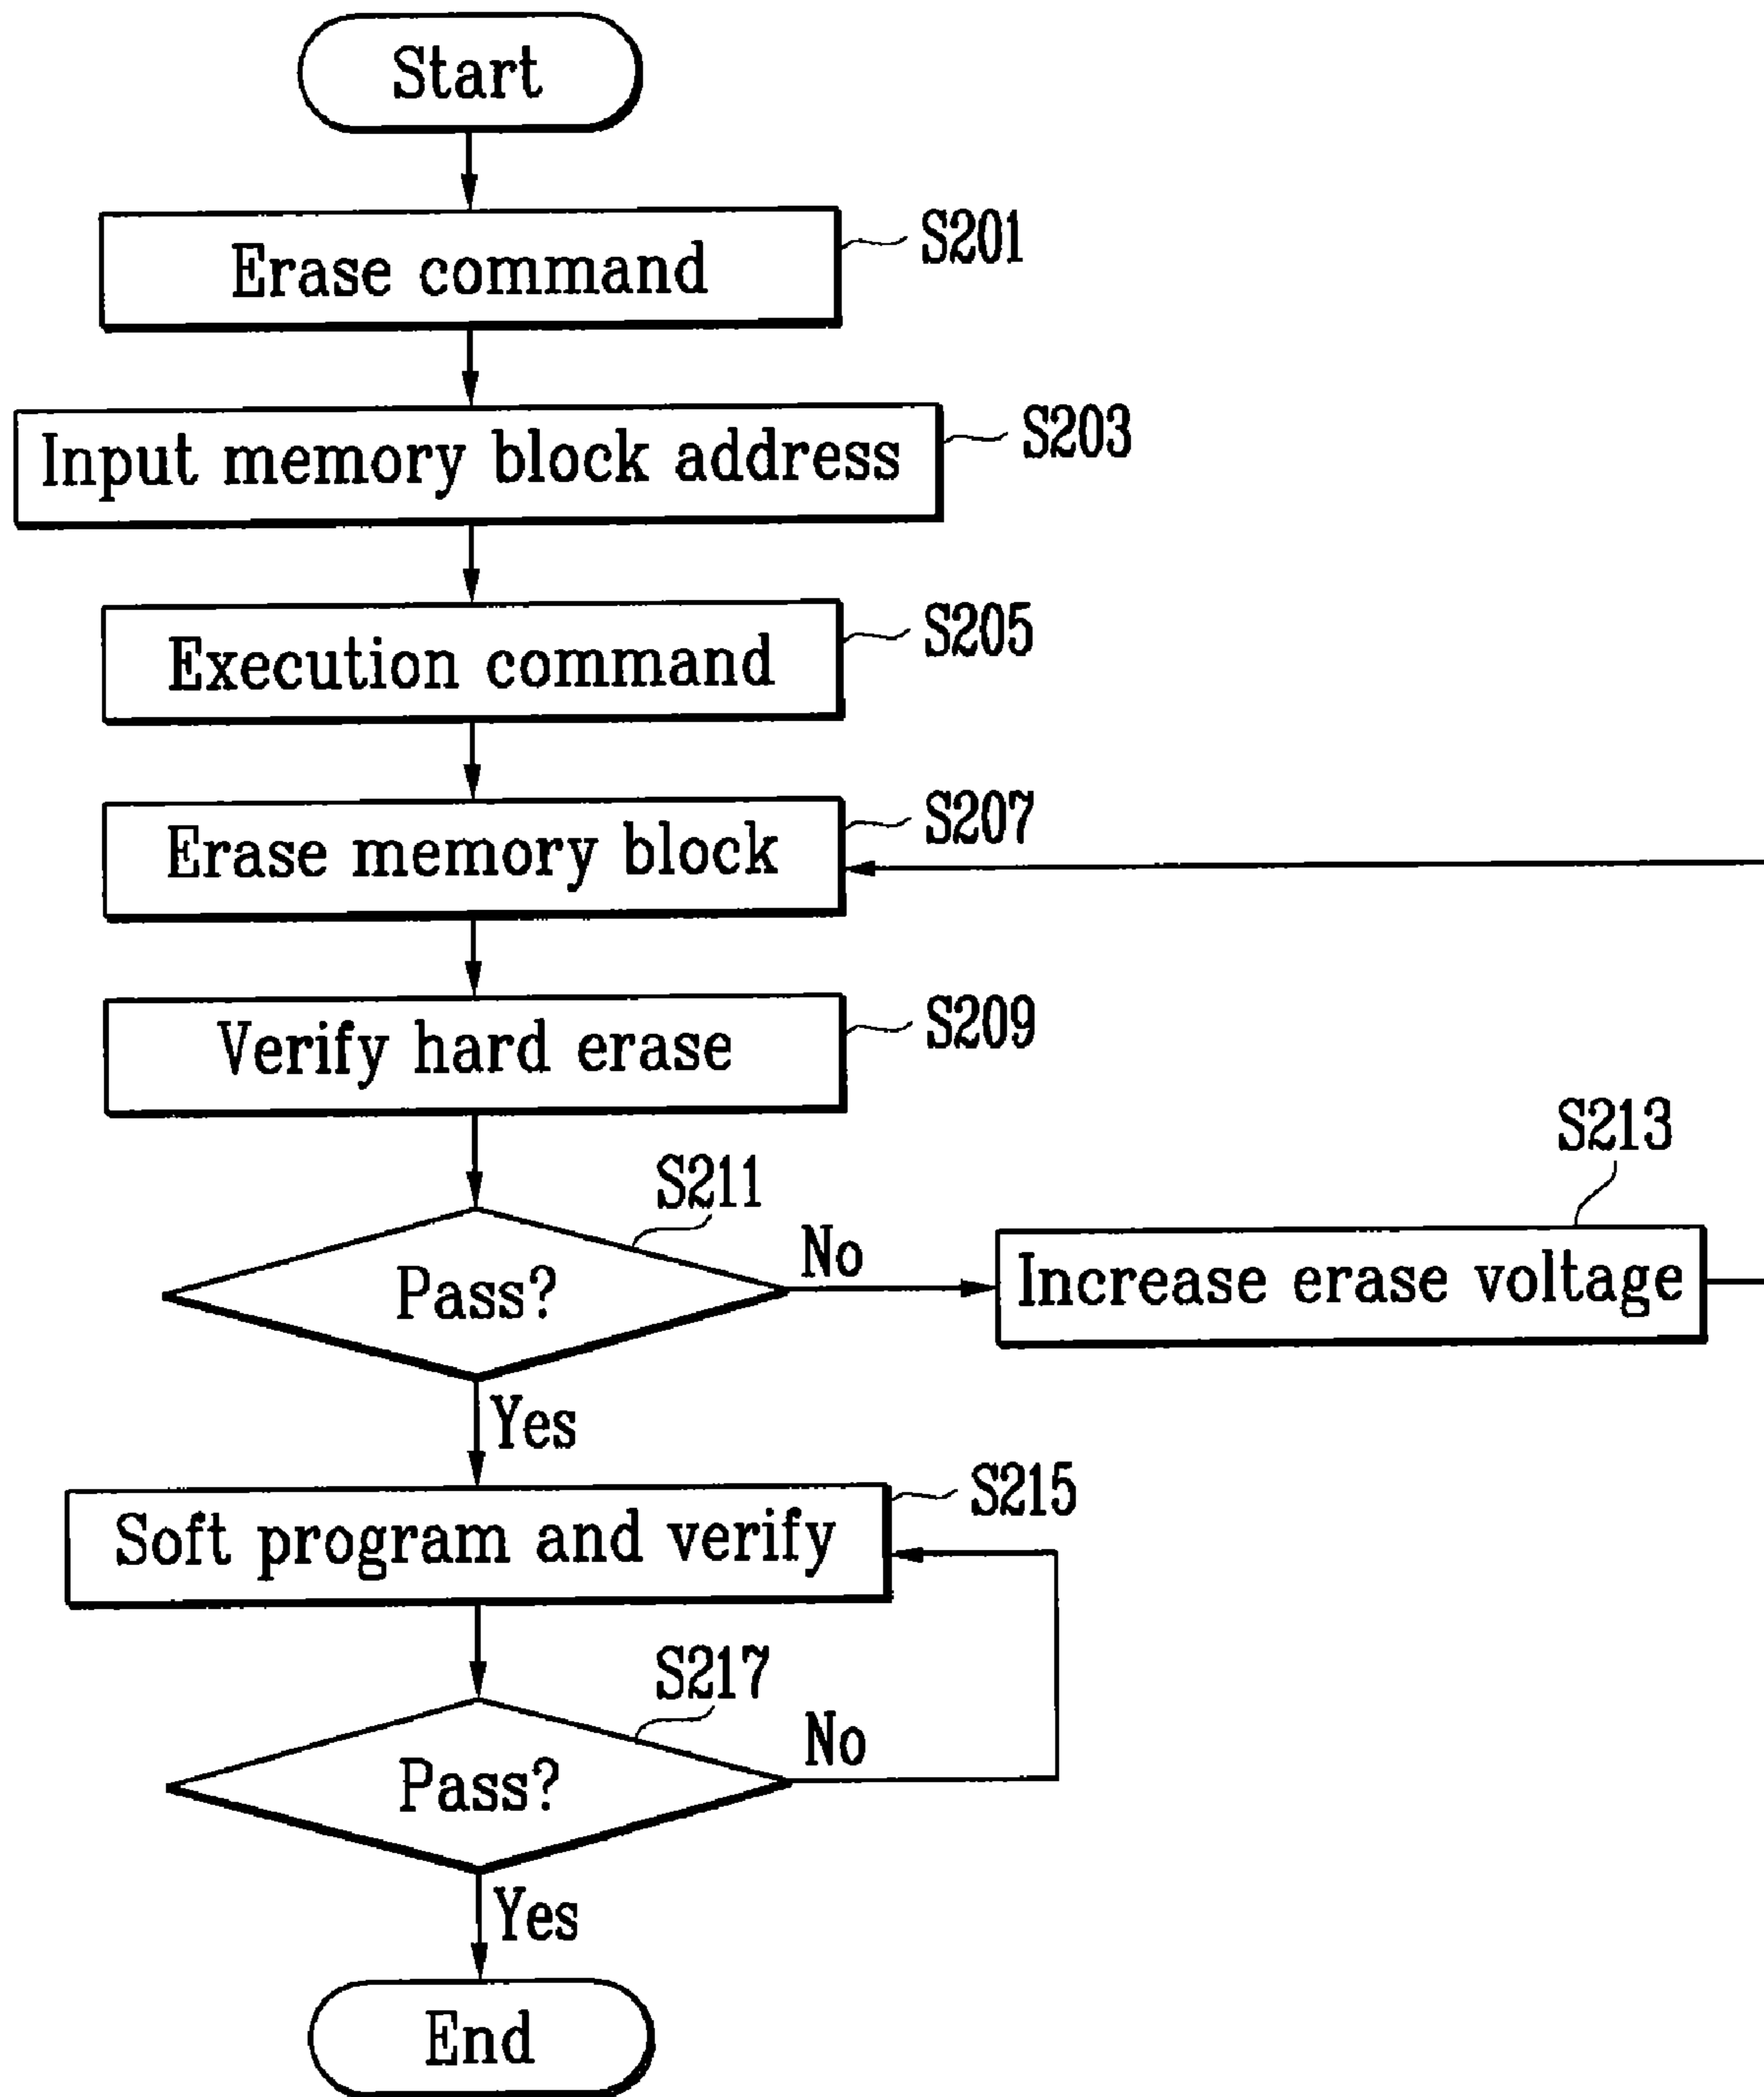 Start
Erase command
S201
Input memory block address
S203
Execution command
S205
Erase memory block
S207
Verify hard erase
S209
S211
Pass?
No
S213
Increase erase voltage
Yes
Soft program and verify
S215
S217
Pass?
No
Yes
End